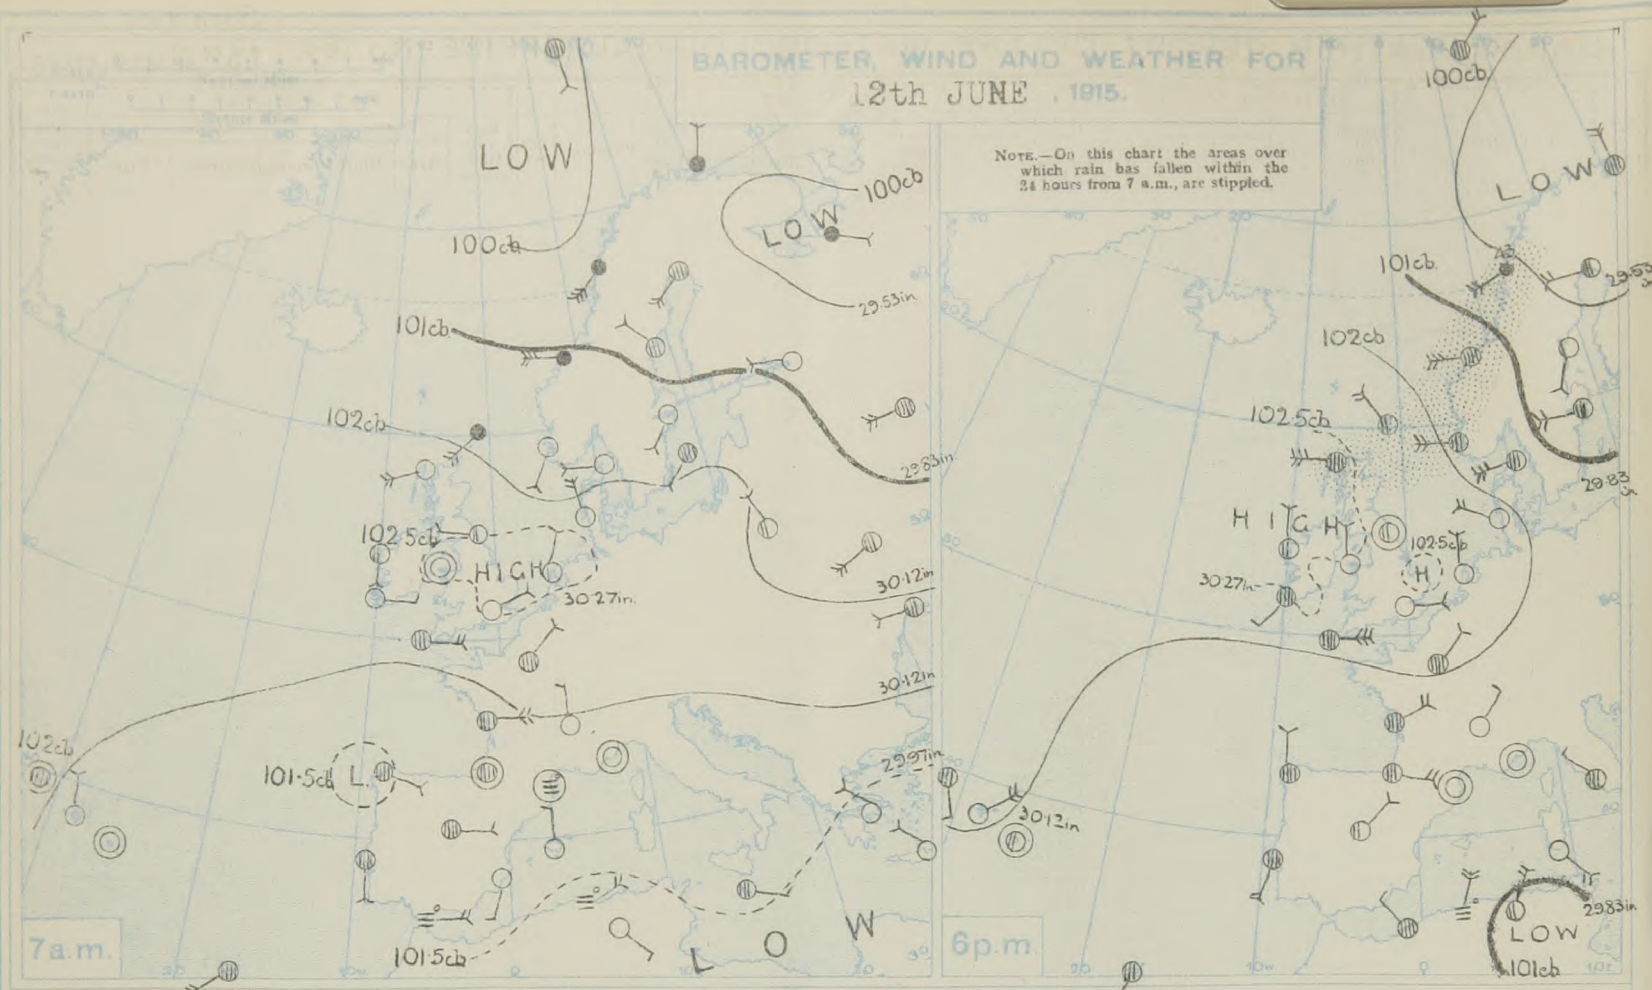 BAROMETER, WIND AND WEATHER FOR
12th JUNE , 1915.
NOTE.—On this chart the areas over
which rain has fallen within the
24 hours from 7 a.m., are stippled.
LOW
100cb
100cb
LOW
29.53in
101cb
29.83in
102cb
102.5cb
HIGH
30.27in.
30.12in
30.12in
102cb
101.5cb
L
29.97in
101.5cb
LOW
7a.m.
100cb
LOW
101cb.
29.53
102cb
102.5cb
29.83
in
HIGH
102.5cb
H
30.27in
30.12in
29.83in
LOW
101cb
6p.m.